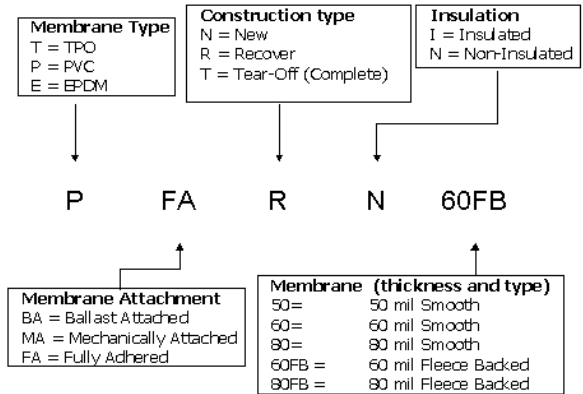 Membrane Type
T = TPO
P = PVC
E = EPDM
Construction type
N = New
R = Recover
T = Tear-Off (Complete)
Insulation
I = Insulated
N = Non-Insulated
P FA R N 60FB
Membrane Attachment
BA = Ballast Attached
MA = Mechanically Attached
FA = Fully Adhered
Membrane (thickness and type)
50= 50 mil Smooth
60= 60 mil Smooth
80= 80 mil Smooth
60FB = 60 mil Fleece Backed
80FB = 80 mil Fleece Backed